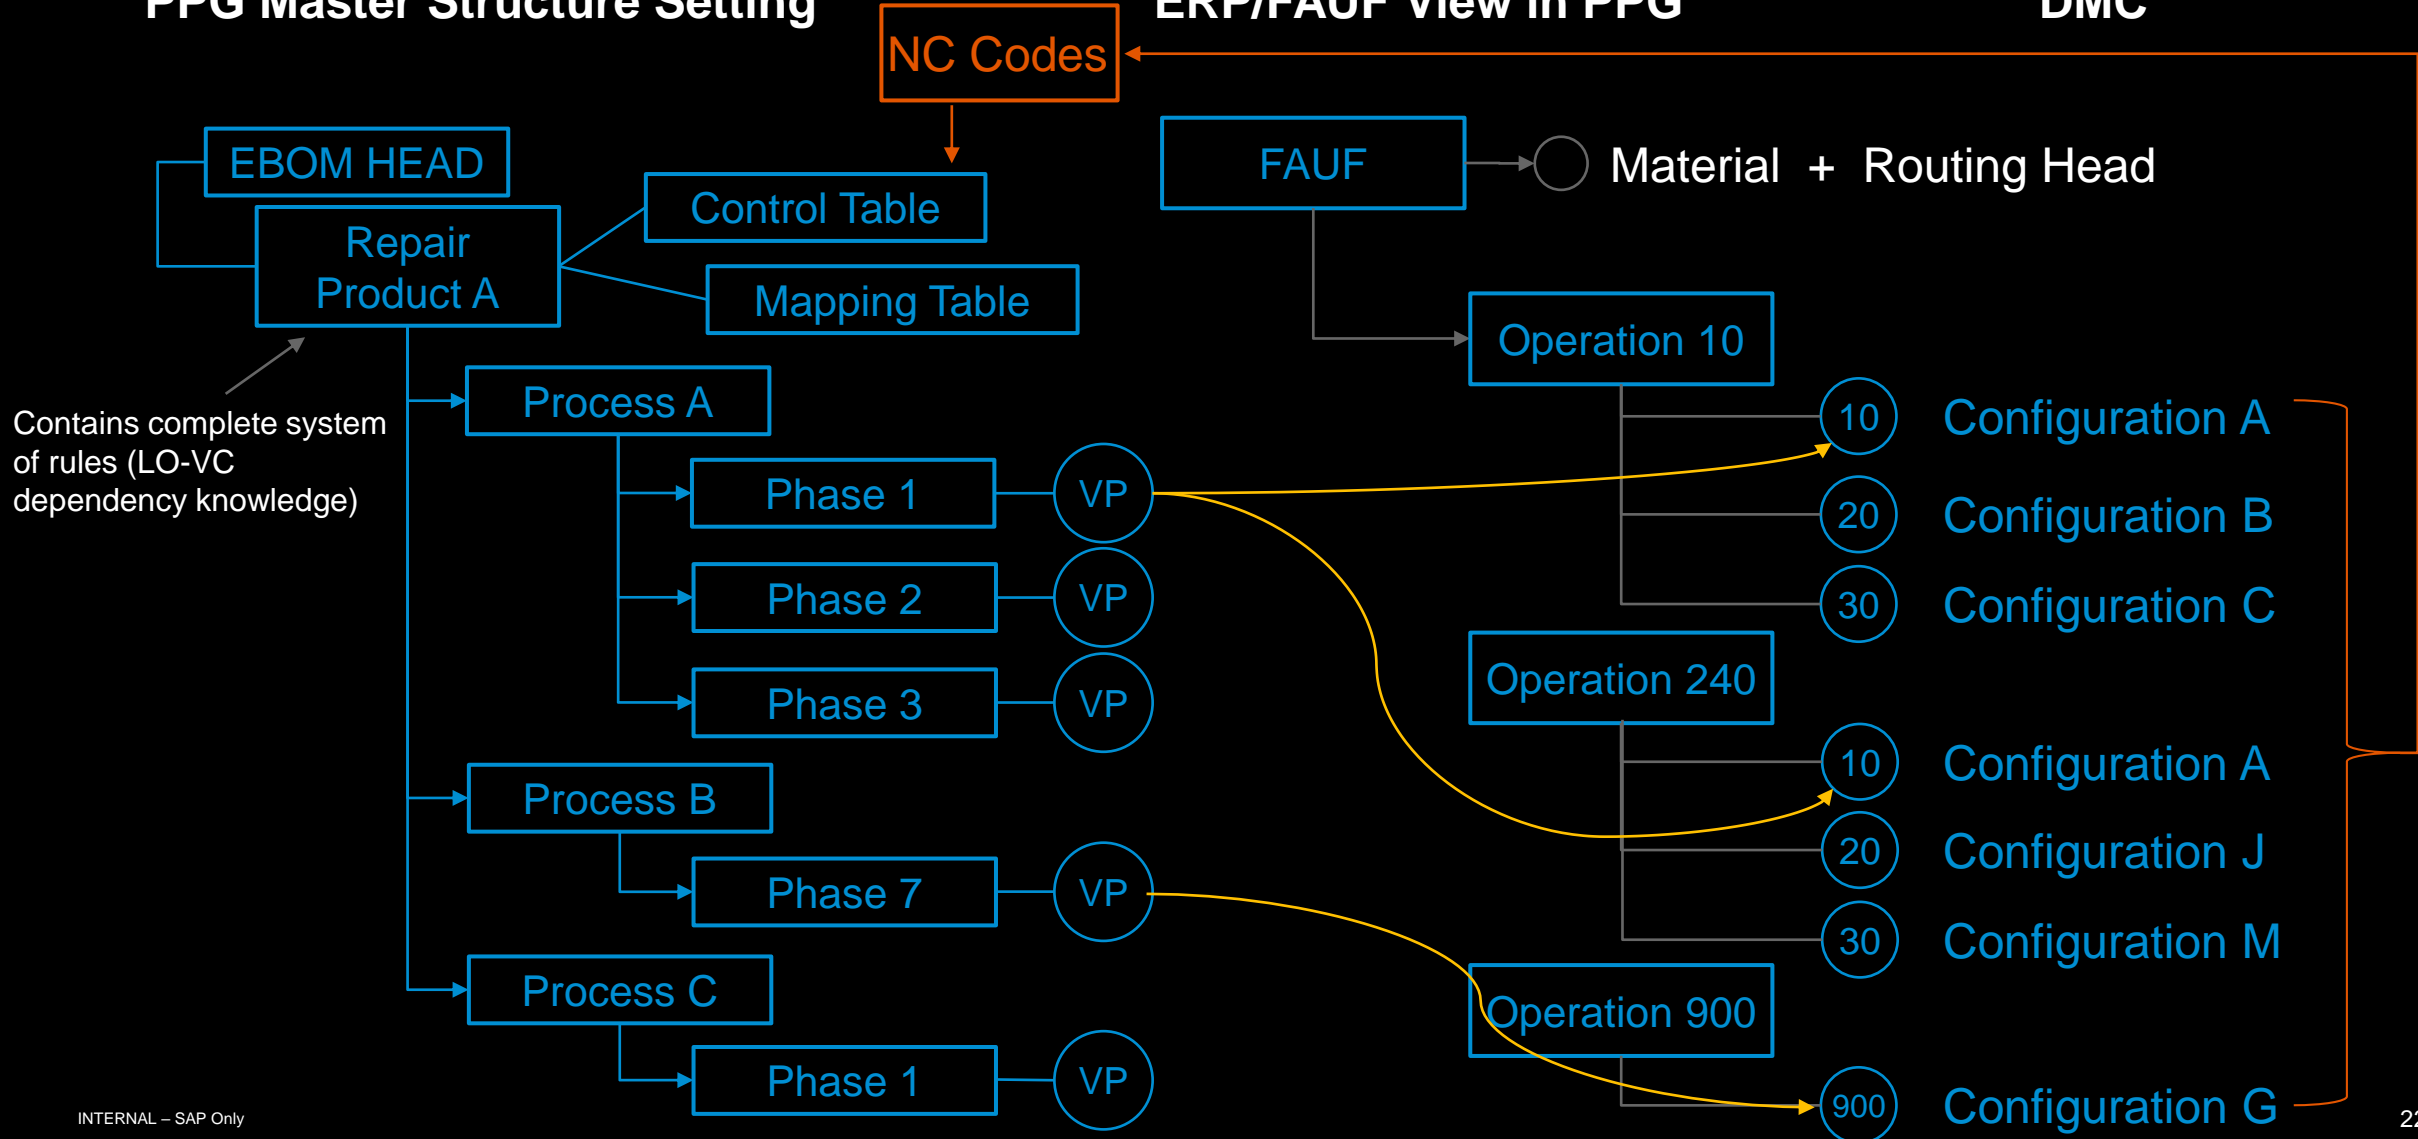 PPG Master Structure Setting
ERP/FAUF View in PPG
DMC
NC Codes
EBOM HEAD
Repair
Product A
Control Table
Mapping Table
Contains complete system
of rules (LO-VC
dependency knowledge)
Process A
Phase 1
VP
Phase 2
VP
Phase 3
VP
Process B
Phase 7
VP
Process C
Phase 1
VP
FAUF
Material + Routing Head
Operation 10
10
Configuration A
20
Configuration B
30
Configuration C
Operation 240
10
Configuration A
20
Configuration J
30
Configuration M
Operation 900
900
Configuration G
INTERNAL – SAP Only
22